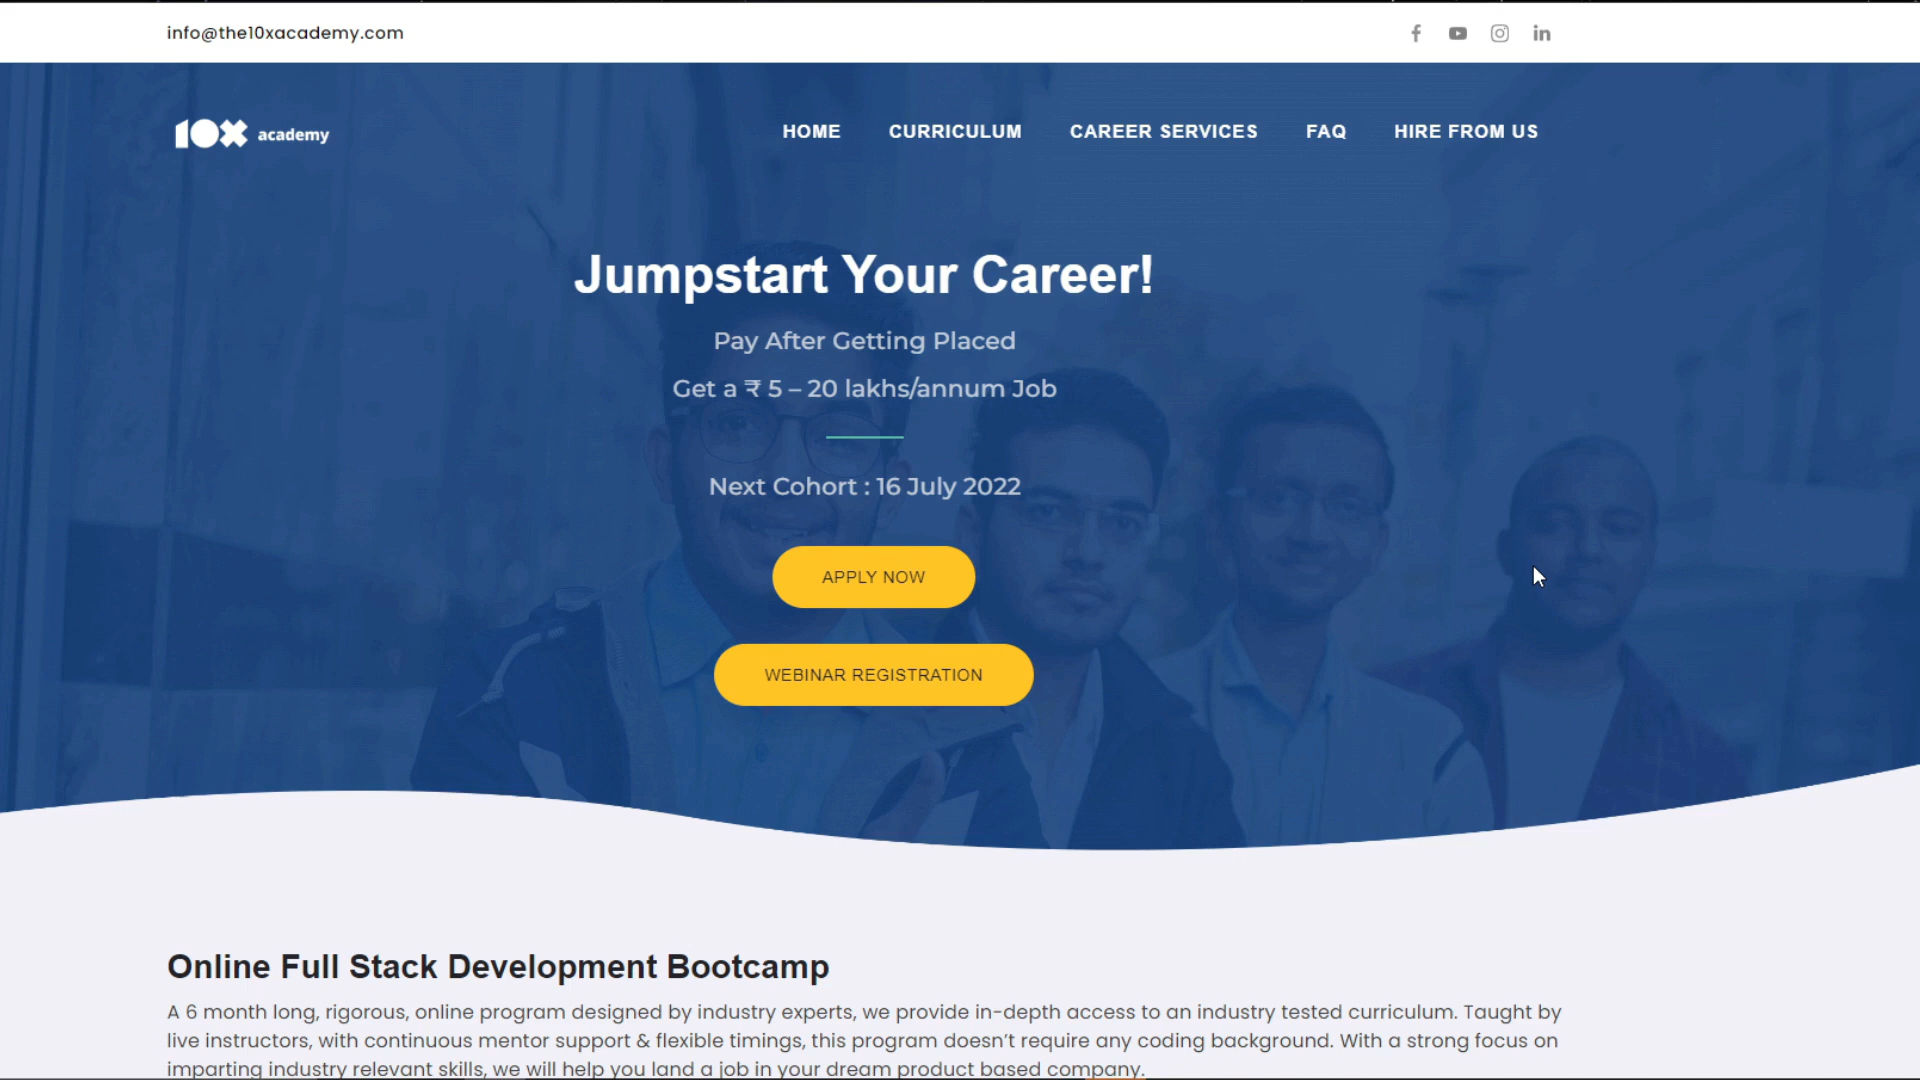 info@the10xacademy.com
10X academy
HOME CURRICULUM CAREER SERVICES FAQ HIRE FROM US
Jumpstart Your Career!
Pay After Getting Placed
Get a ₹ 5 – 20 lakhs/annum Job
Next Cohort : 16 July 2022
APPLY NOW
WEBINAR REGISTRATION
Online Full Stack Development Bootcamp
A 6 month long, rigorous, online program designed by industry experts, we provide in-depth access to an industry tested curriculum. Taught by
live instructors, with continuous mentor support & flexible timings, this program doesn’t require any coding background. With a strong focus on
imparting industry relevant skills, we will help you land a job in your dream product based company.